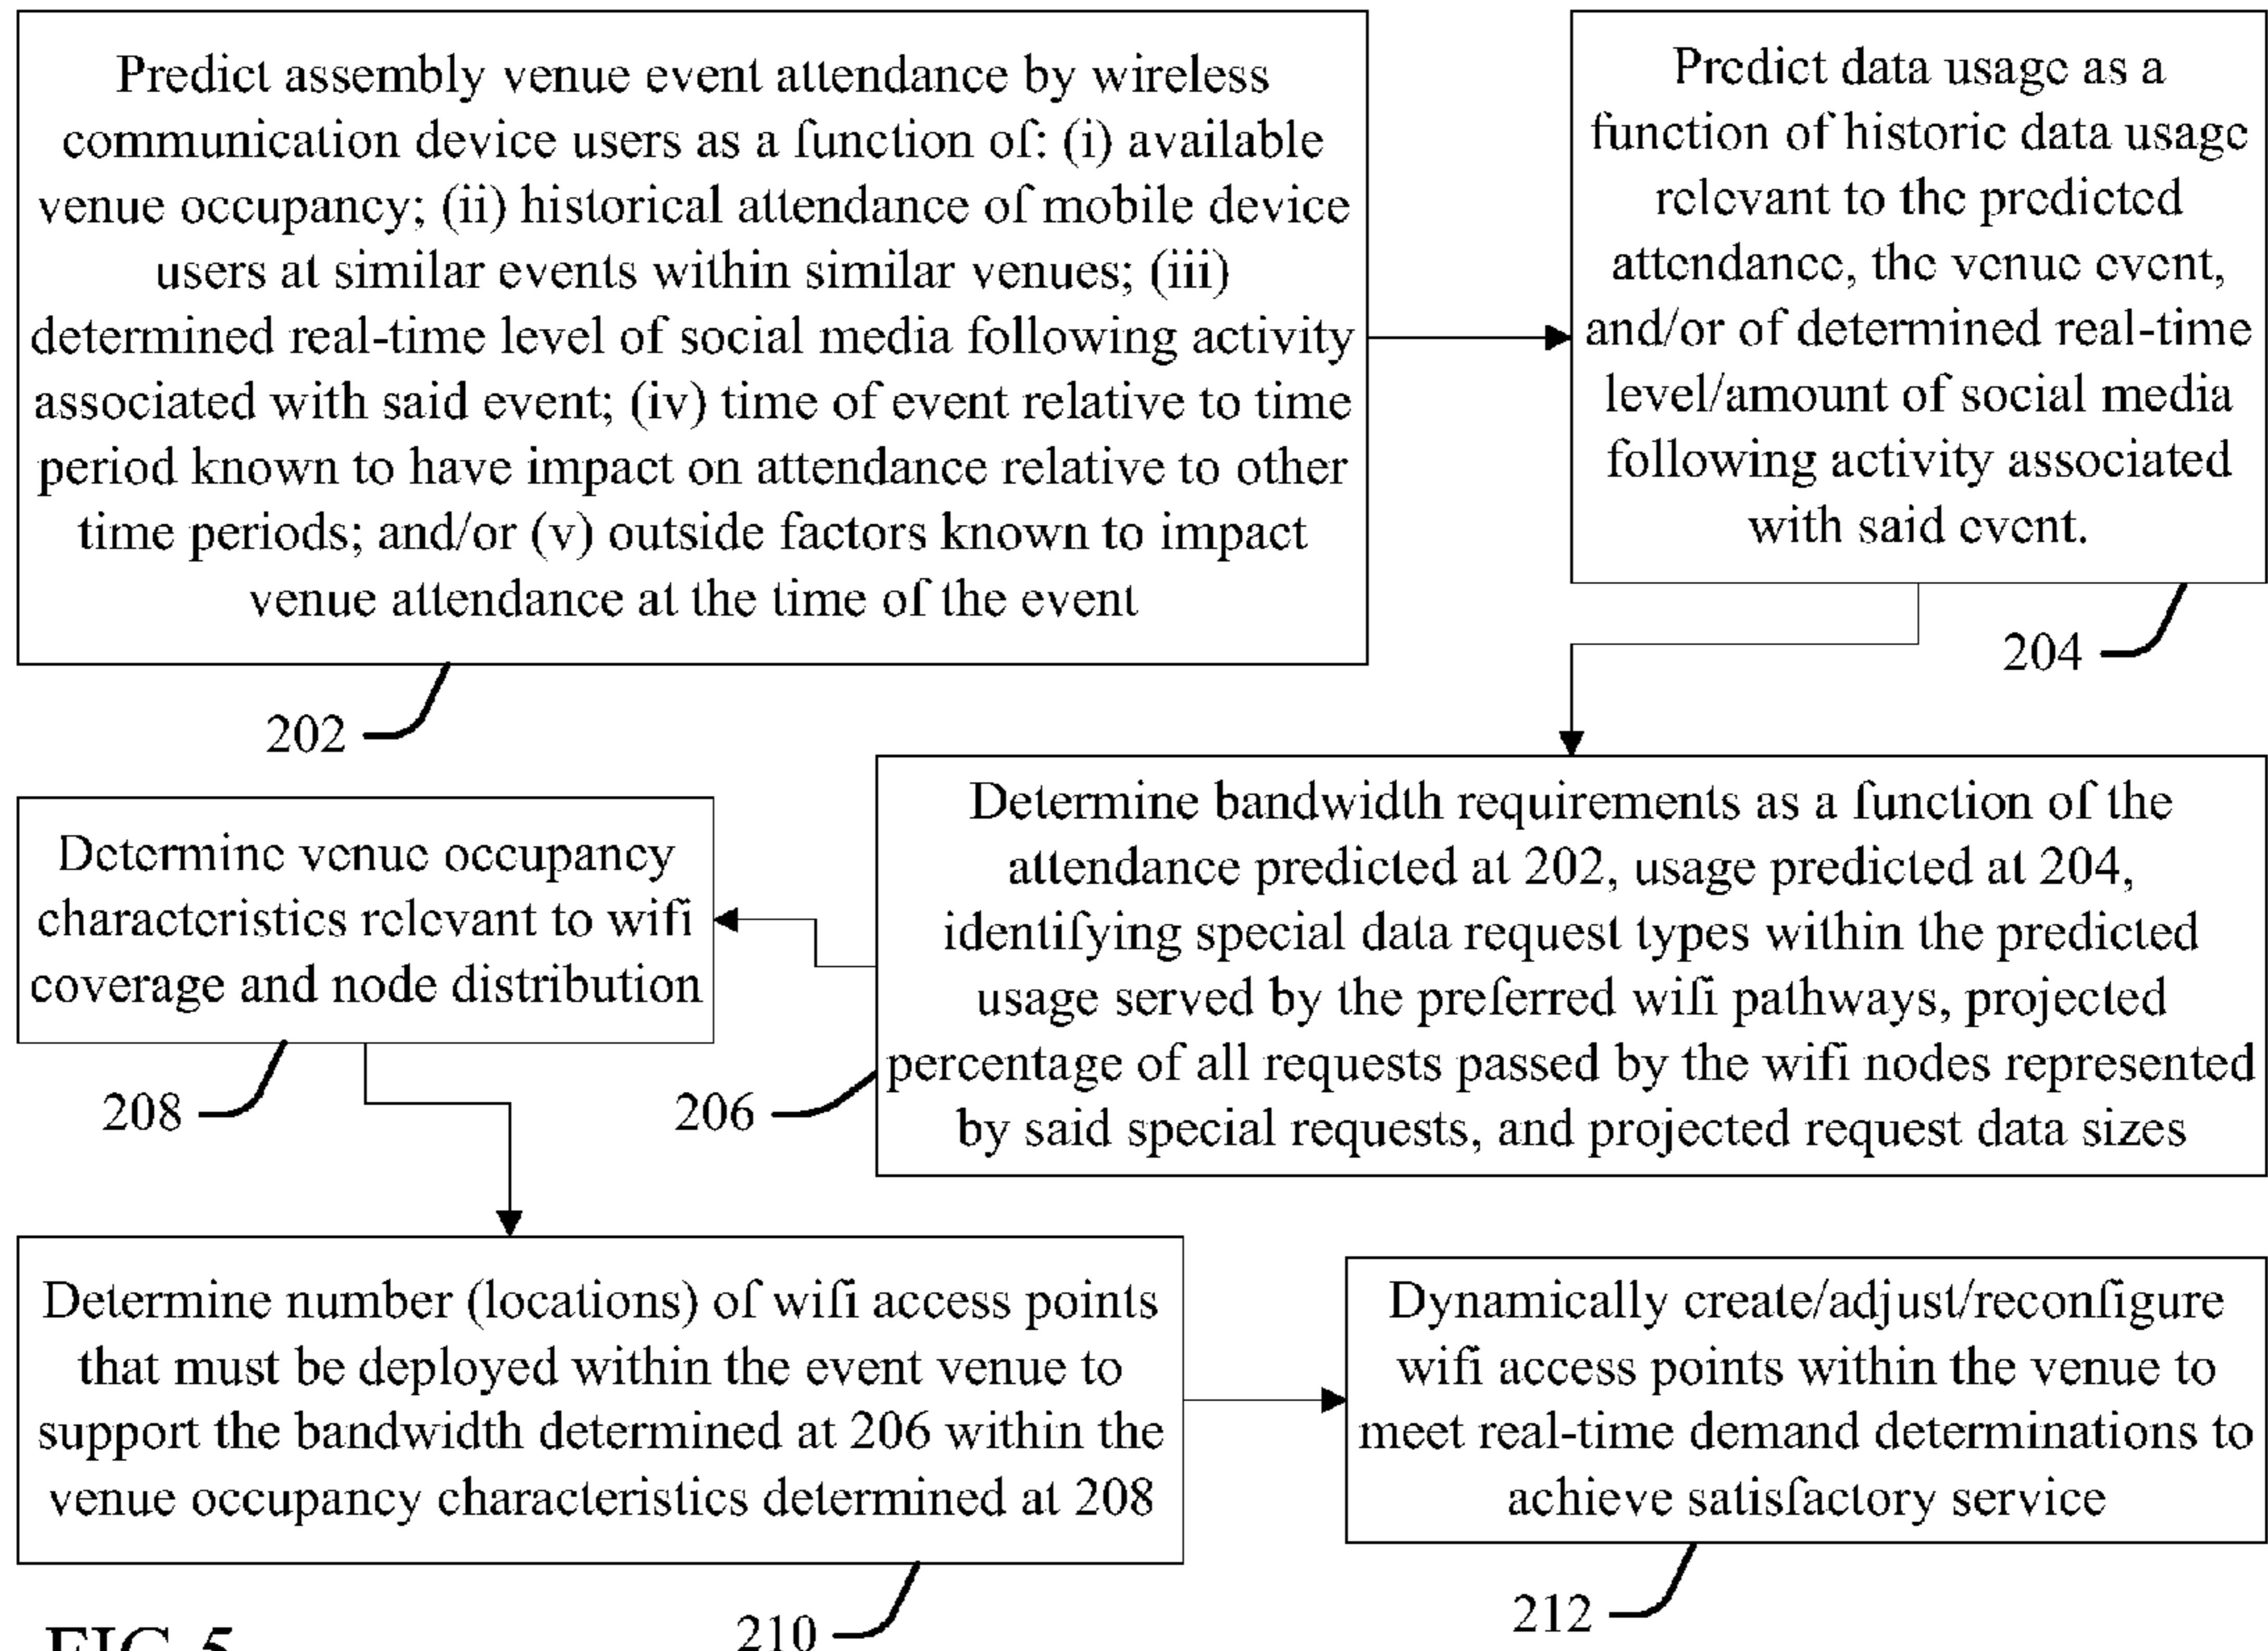 Predict assembly venue event attendance by wireless
communication device users as a function of: (i) available
venue occupancy; (ii) historical attendance of mobile device
users at similar events within similar venues; (iii)
determined real-time level of social media following activity
associated with said event; (iv) time of event relative to time
period known to have impact on attendance relative to other
time periods; and/or (v) outside factors known to impact
venue attendance at the time of the event
202
Predict data usage as a
function of historic data usage
relevant to the predicted
attendance, the venue event,
and/or of determined real-time
level/amount of social media
following activity associated
with said event.
204
Determine bandwidth requirements as a function of the
attendance predicted at 202, usage predicted at 204,
identifying special data request types within the predicted
usage served by the preferred wifi pathways, projected
percentage of all requests passed by the wifi nodes represented
by said special requests, and projected request data sizes
206
Determine venue occupancy
characteristics relevant to wifi
coverage and node distribution
208
Determine number (locations) of wifi access points
that must be deployed within the event venue to
support the bandwidth determined at 206 within the
venue occupancy characteristics determined at 208
210
Dynamically create/adjust/reconfigure
wifi access points within the venue to
meet real-time demand determinations to
achieve satisfactory service
212
FIG 5